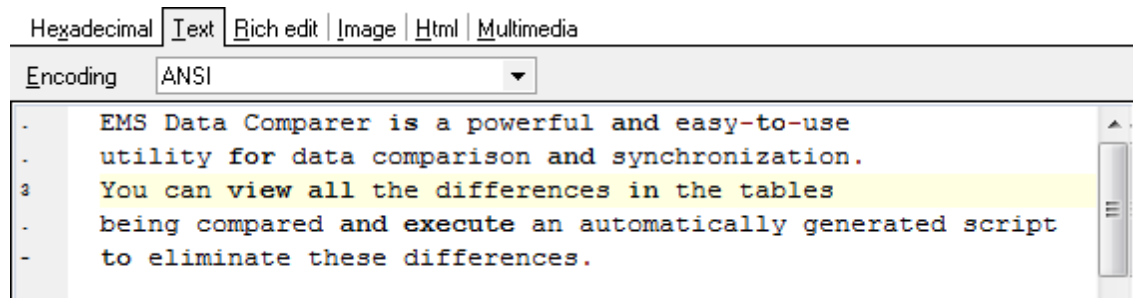 Hexadecimal Text Rich edit Image Html Multimedia
Encoding ANSI
EMS Data Comparer is a powerful and easy-to-use
utility for data comparison and synchronization.
3 You can view all the differences in the tables
being compared and execute an automatically generated script
to eliminate these differences.